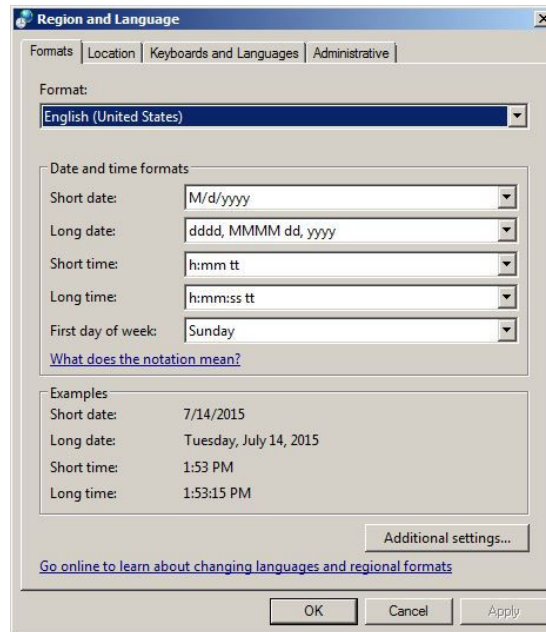 Region and Language
Formats Location Keyboards and Languages Administrative
Format:
English (United States)
Date and time formats
Short date: M/d/yyyy
Long date: dddd, MMMM dd, yyyy
Short time: h:mm tt
Long time: h:mm:ss tt
First day of week: Sunday
What does the notation mean?
Examples
Short date: 7/14/2015
Long date: Tuesday, July 14, 2015
Short time: 1:53 PM
Long time: 1:53:15 PM
Additional settings...
Go online to learn about changing languages and regional formats
OK Cancel Apply